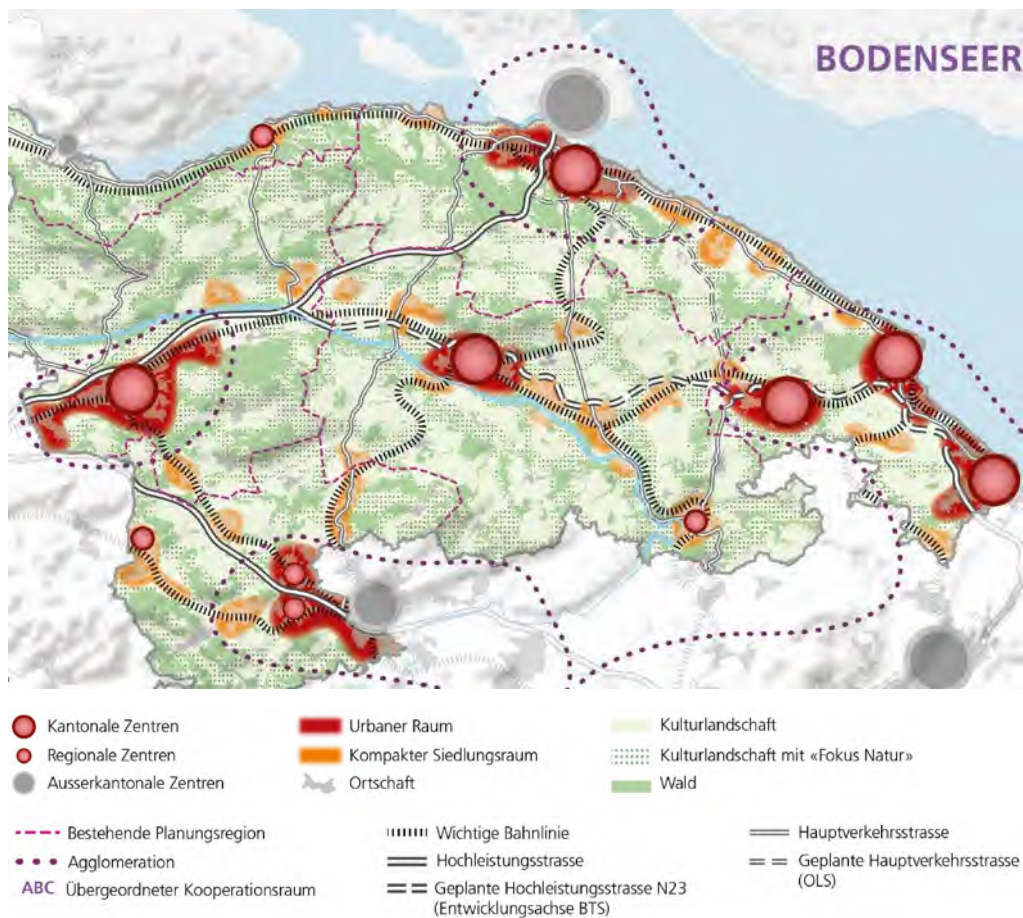 BODENSEER
Kantonale Zentren
Regionale Zentren
Ausserkantonale Zentren
Urbaner Raum
Kompakter Siedlungsraum
Ortschaft
Kulturlandschaft
Kulturlandschaft mit «Fokus Natur»
Wald
Bestehende Planungsregion
Agglomeration
ABC Übergeordneter Kooperationsraum
Wichtige Bahnlinie
Hochleistungsstrasse
Geplante Hochleistungsstrasse N23
(Entwicklungsachse BTS)
Hauptverkehrsstrasse
Geplante Hauptverkehrsstrasse
(OLS)